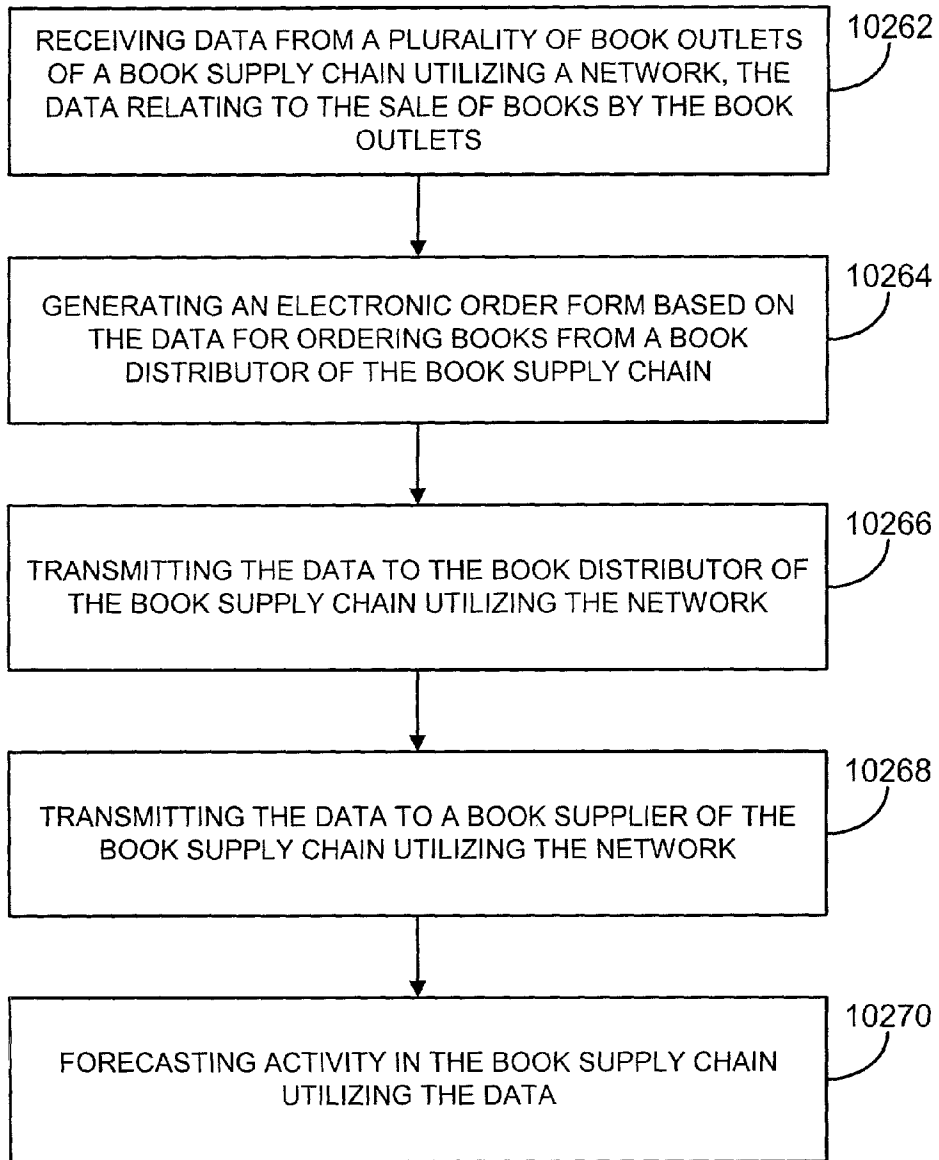 RECEIVING DATA FROM A PLURALITY OF BOOK OUTLETS
OF A BOOK SUPPLY CHAIN UTILIZING A NETWORK, THE
DATA RELATING TO THE SALE OF BOOKS BY THE BOOK
OUTLETS
10262
GENERATING AN ELECTRONIC ORDER FORM BASED ON
THE DATA FOR ORDERING BOOKS FROM A BOOK
DISTRIBUTOR OF THE BOOK SUPPLY CHAIN
10264
TRANSMITTING THE DATA TO THE BOOK DISTRIBUTOR OF
THE BOOK SUPPLY CHAIN UTILIZING THE NETWORK
10266
TRANSMITTING THE DATA TO A BOOK SUPPLIER OF THE
BOOK SUPPLY CHAIN UTILIZING THE NETWORK
10268
FORECASTING ACTIVITY IN THE BOOK SUPPLY CHAIN
UTILIZING THE DATA
10270